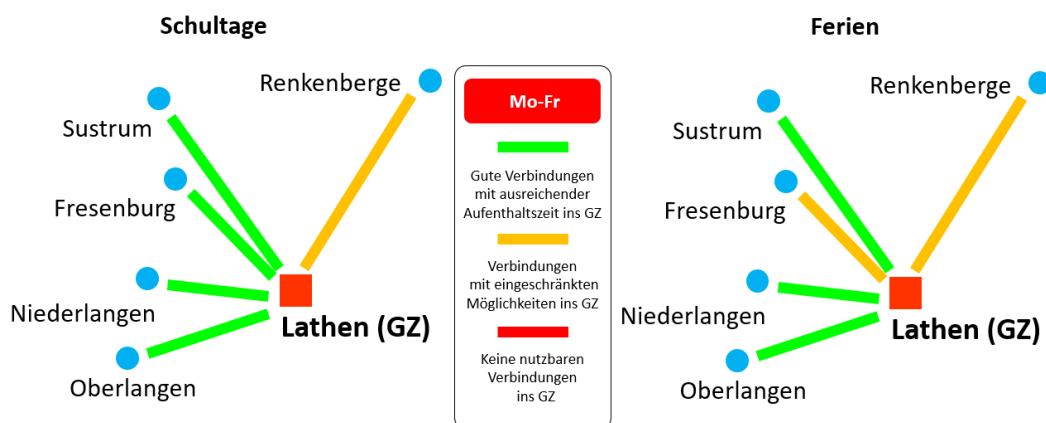 Schultage
Renkenberge
Sustrum
Fresenburg
Niederlangen
Lathen (GZ)
Oberlangen
Mo-Fr
Gute Verbindungen
mit ausreichender
Aufenthaltszeit ins GZ
Verbindungen
mit eingeschränkten
Möglichkeiten ins GZ
Keine nutzbaren
Verbindungen
ins GZ
Ferien
Renkenberge
Sustrum
Fresenburg
Niederlangen
Lathen (GZ)
Oberlangen